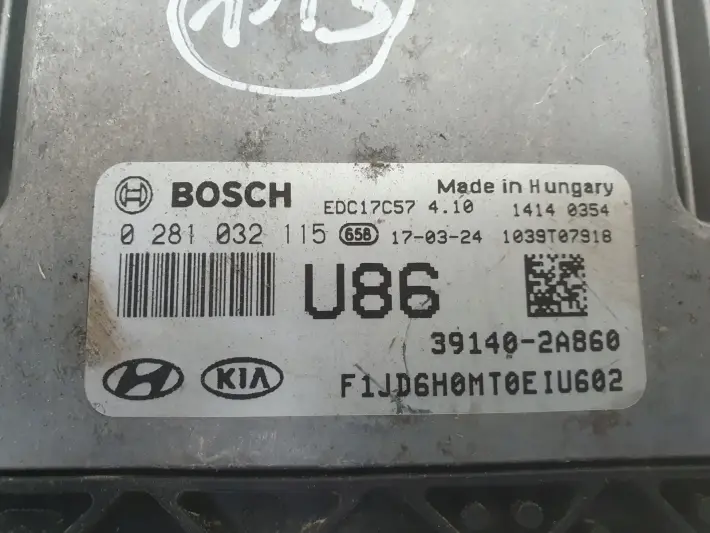 BOSCH
Made in Hungary
EDC17C57 4.10
1414 0354
0 281 032 115 658 17-03-24 1039T07918
U86
39140-2A860
KIA
F1JD6H0MT0EIU602